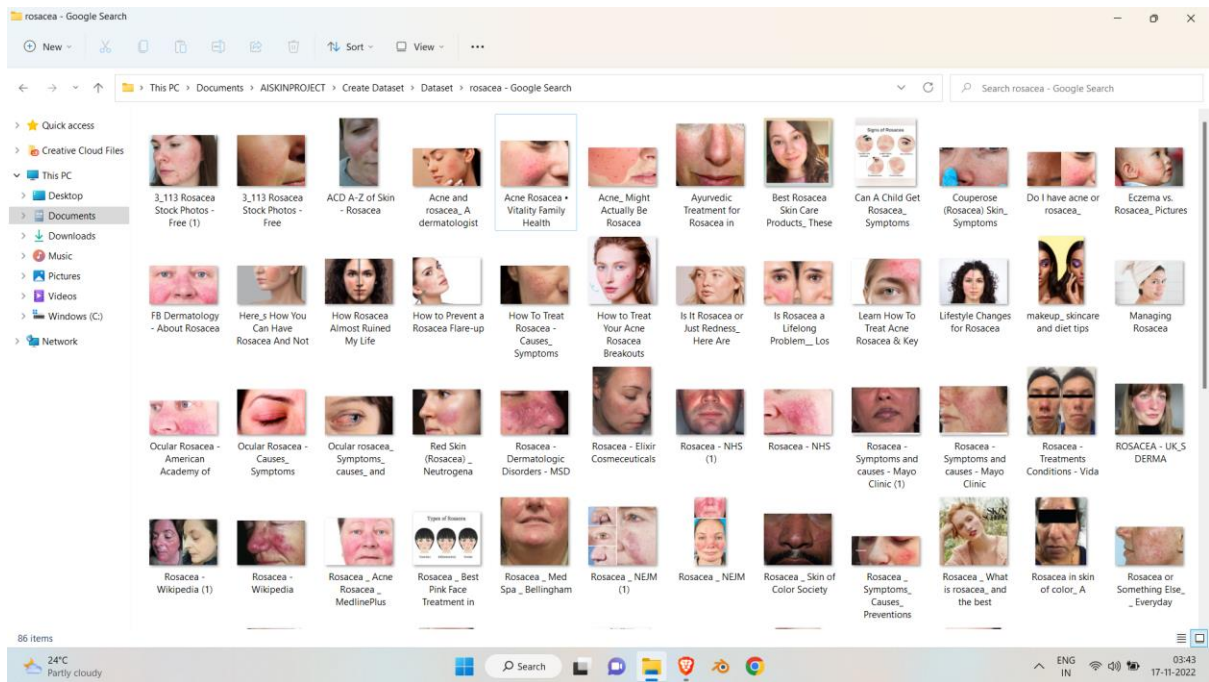 rosacea - Google Search
New
Sort
View
This PC > Documents > AISKINPROJECT > Create Dataset > Dataset > rosacea - Google Search
Search rosacea - Google Search
Quick access
Creative Cloud Files
This PC
Desktop
Documents
Downloads
Music
Pictures
Videos
Windows (C:)
Network
3_113 Rosacea
Stock Photos -
Free (1)
3_113 Rosacea
Stock Photos -
Free
ACD A-Z of Skin
- Rosacea
Acne and
rosacea_ A
dermatologist
Acne Rosacea •
Vitality Family
Health
Acne_ Might
Actually Be
Rosacea
Ayurvedic
Treatment for
Rosacea in
Best Rosacea
Skin Care
Products_ These
Signs of Rosacea
Can A Child Get
Rosacea_
Symptoms
Couperose
(Rosacea) Skin_
Symptoms
Do I have acne or
rosacea_
Eczema vs.
Rosacea_ Pictures
FB Dermatology
- About Rosacea
Here_s How You
Can Have
Rosacea And Not
How Rosacea
Almost Ruined
My Life
How to Prevent a
Rosacea Flare-up
How To Treat
Rosacea -
Causes_
Symptoms
How to Treat
Your Acne
Rosacea
Breakouts
Is It Rosacea or
Just Redness_
Here Are
Is Rosacea a
Lifelong
Problem__ Los
Learn How To
Treat Acne
Rosacea & Key
Lifestyle Changes
for Rosacea
makeup_ skincare
and diet tips
Managing
Rosacea
Ocular Rosacea -
American
Academy of
Ocular Rosacea -
Causes_
Symptoms
Ocular rosacea_
Symptoms_
causes_ and
Red Skin
(Rosacea) _
Neutrogena
Rosacea -
Dermatologic
Disorders - MSD
Rosacea - Elixir
Cosmeceuticals
Rosacea - NHS
(1)
Rosacea - NHS
Rosacea -
Symptoms and
causes - Mayo
Clinic (1)
Rosacea -
Symptoms and
causes - Mayo
Clinic
Rosacea -
Treatments
Conditions - Vida
ROSACEA - UK_S
DERMA
Rosacea -
Wikipedia (1)
Rosacea -
Wikipedia
Rosacea _ Acne
Rosacea _
MedlinePlus
Types of Rosacea
Rosacea _ Best
Pink Face
Treatment in
Rosacea _ Med
Spa _ Bellingham
Rosacea _ NEJM
(1)
Rosacea _ NEJM
Rosacea _ Skin of
Color Society
Rosacea _
Symptoms_
Causes_
Preventions
Rosacea _ What
is rosacea_ and
the best
Rosacea in skin
of color_ A
Rosacea or
Something Else_
_ Everyday
86 items
24°C
Partly cloudy
Search
ENG
IN
03:43
17-11-2022